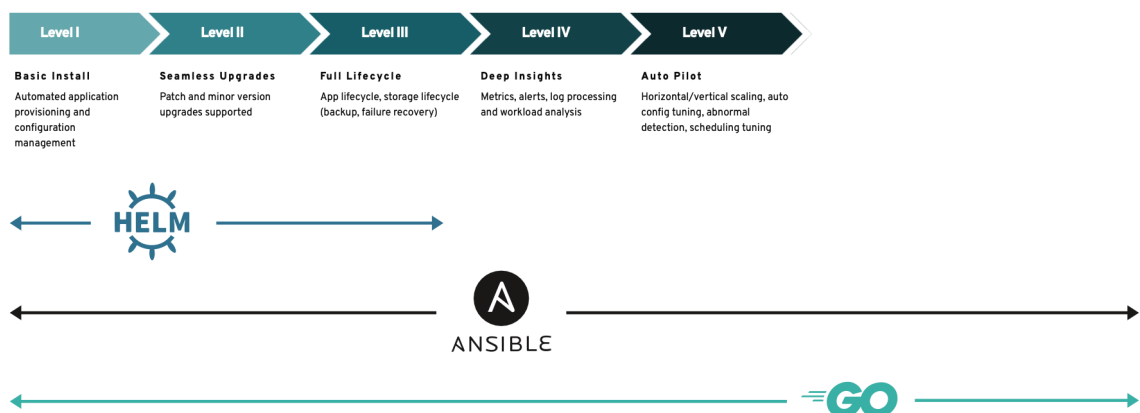 Level I
Level II
Level III
Level IV
Level V
Basic Install
Automated application
provisioning and
configuration
management
Seamless Upgrades
Patch and minor version
upgrades supported
Full Lifecycle
App lifecycle, storage lifecycle
(backup, failure recovery)
Deep Insights
Metrics, alerts, log processing
and workload analysis
Auto Pilot
Horizontal/vertical scaling, auto
config tuning, abnormal
detection, scheduling tuning
HELM
A
ANSIBLE
GO